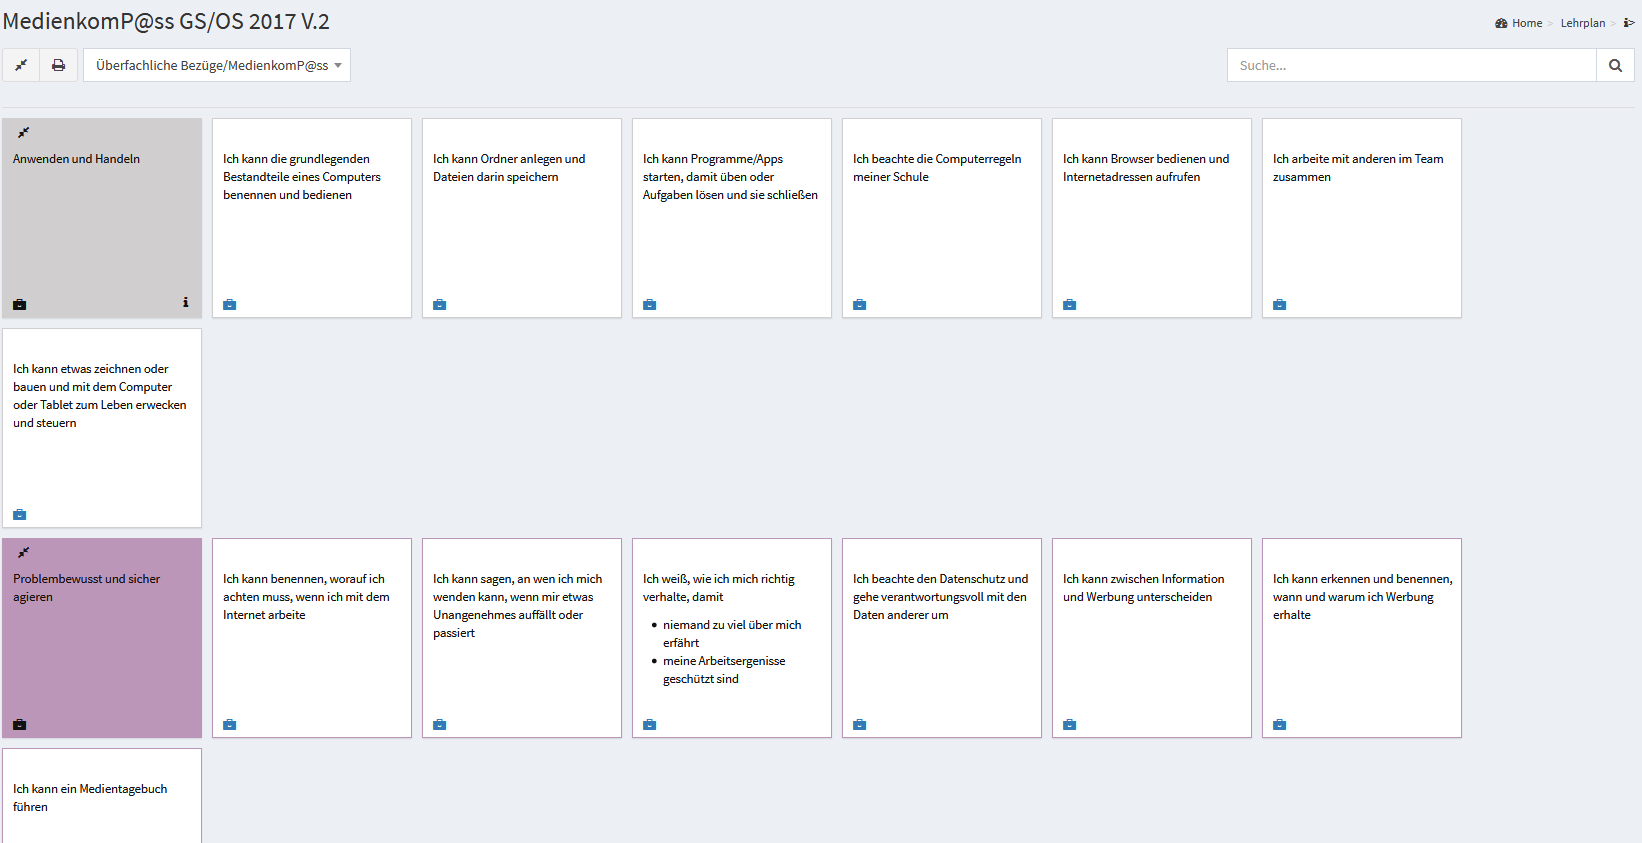 MedienkomP@ss GS/OS 2017 V.2
Home > Lehrplan >
Überfachliche Bezüge/MedienkomP@ss
Suche...
Anwenden und Handeln
Ich kann die grundlegenden
Bestandteile eines Computers
benennen und bedienen
Ich kann Ordner anlegen und
Dateien darin speichern
Ich kann Programme/Apps
starten, damit üben oder
Aufgaben lösen und sie schließen
Ich beachte die Computerregeln
meiner Schule
Ich kann Browser bedienen und
Internetadressen aufrufen
Ich arbeite mit anderen im Team
zusammen
Ich kann etwas zeichnen oder
bauen und mit dem Computer
oder Tablet zum Leben erwecken
und steuern
Problembewusst und sicher
agieren
Ich kann benennen, worauf ich
achten muss, wenn ich mit dem
Internet arbeite
Ich kann sagen, an wen ich mich
wenden kann, wenn mir etwas
Unangenehmes auffällt oder
passiert
Ich weiß, wie ich mich richtig
verhalte, damit
• niemand zu viel über mich
erfährt
• meine Arbeitsergenisse
geschützt sind
Ich beachte den Datenschutz und
gehe verantwortungsvoll mit den
Daten anderer um
Ich kann zwischen Information
und Werbung unterscheiden
Ich kann erkennen und benennen,
wann und warum ich Werbung
erhalte
Ich kann ein Medientagebuch
führen